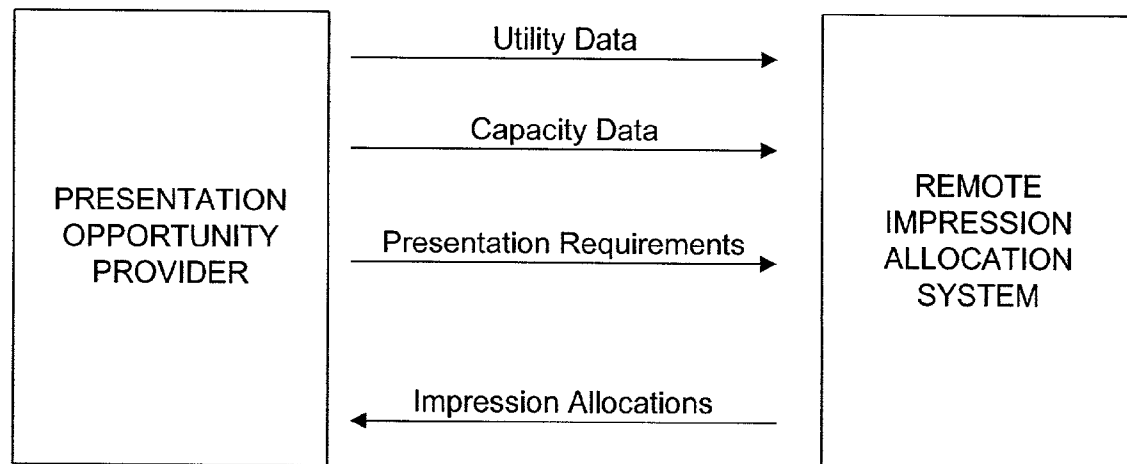 Utility Data
Capacity Data
PRESENTATION
OPPORTUNITY
PROVIDER
Presentation Requirements
REMOTE
IMPRESSION
ALLOCATION
SYSTEM
Impression Allocations